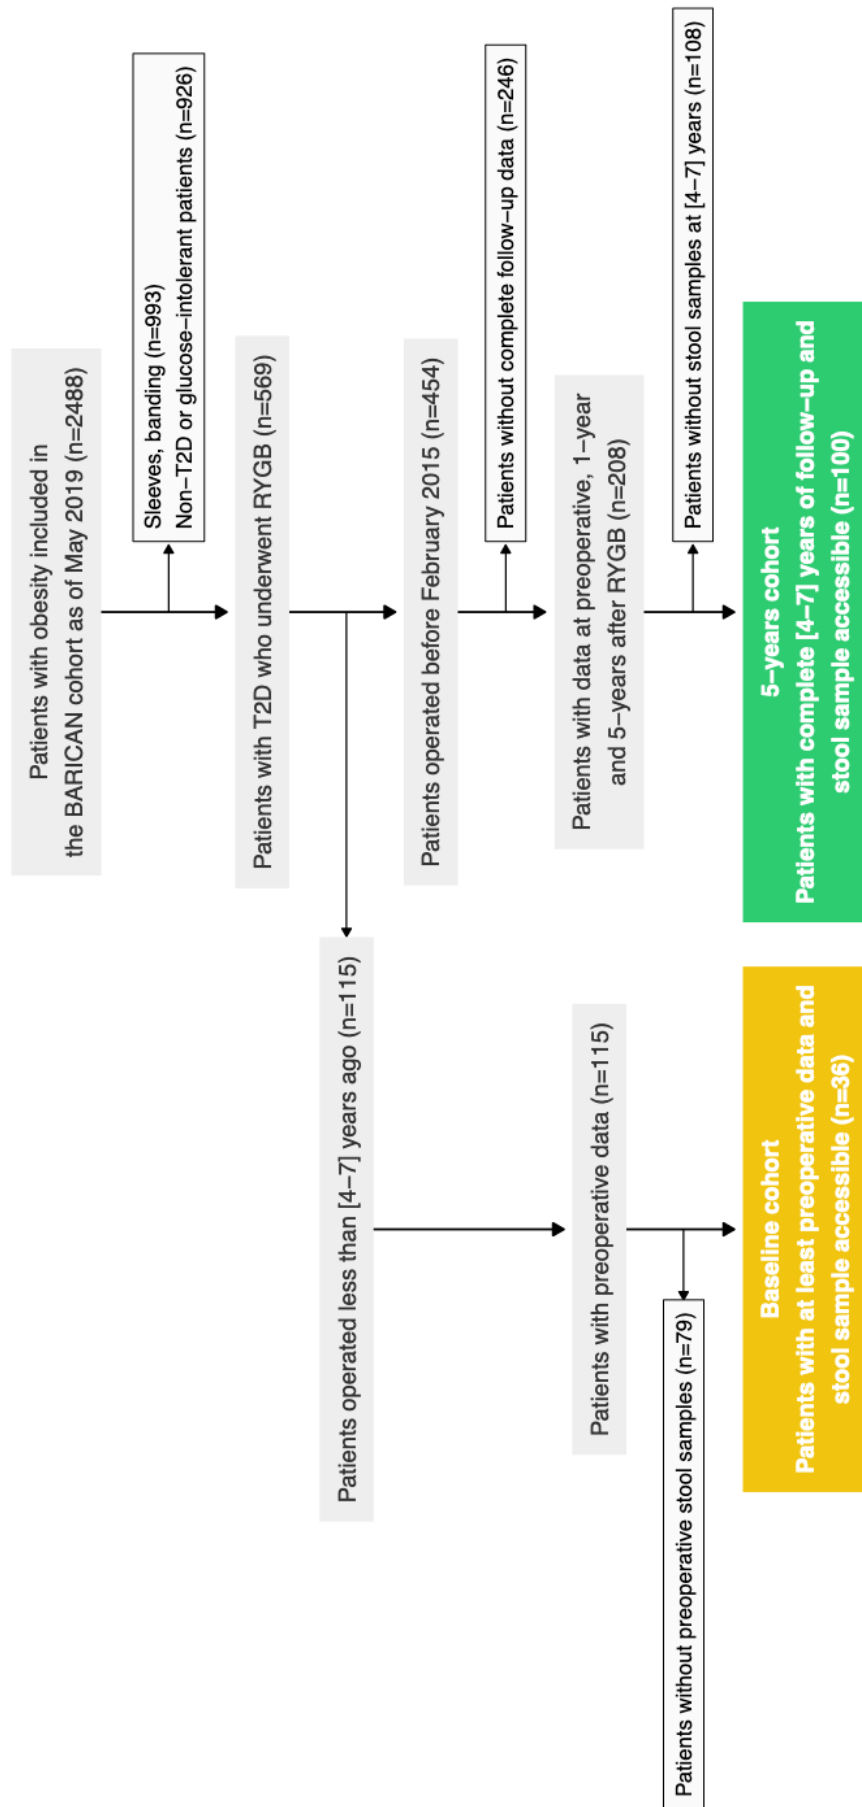 Patients with obesity included in
the BARICAN cohort as of May 2019 (n=2488)
Sleeves, banding (n=993)
Non−T2D or glucose−intolerant patients (n=926)
Patients with T2D who underwent RYGB (n=569)
Patients operated less than [4−7] years ago (n=115)
Patients operated before February 2015 (n=454)
Patients without complete follow−up data (n=246)
Patients with preoperative data (n=115)
Patients with data at preoperative, 1−year
and 5−years after RYGB (n=208)
Patients without preoperative stool samples (n=79)
Patients without stool samples at [4−7] years (n=108)
Baseline cohort
Patients with at least preoperative data and
stool sample accessible (n=36)
5−years cohort
Patients with complete [4−7] years of follow−up and
stool sample accessible (n=100)